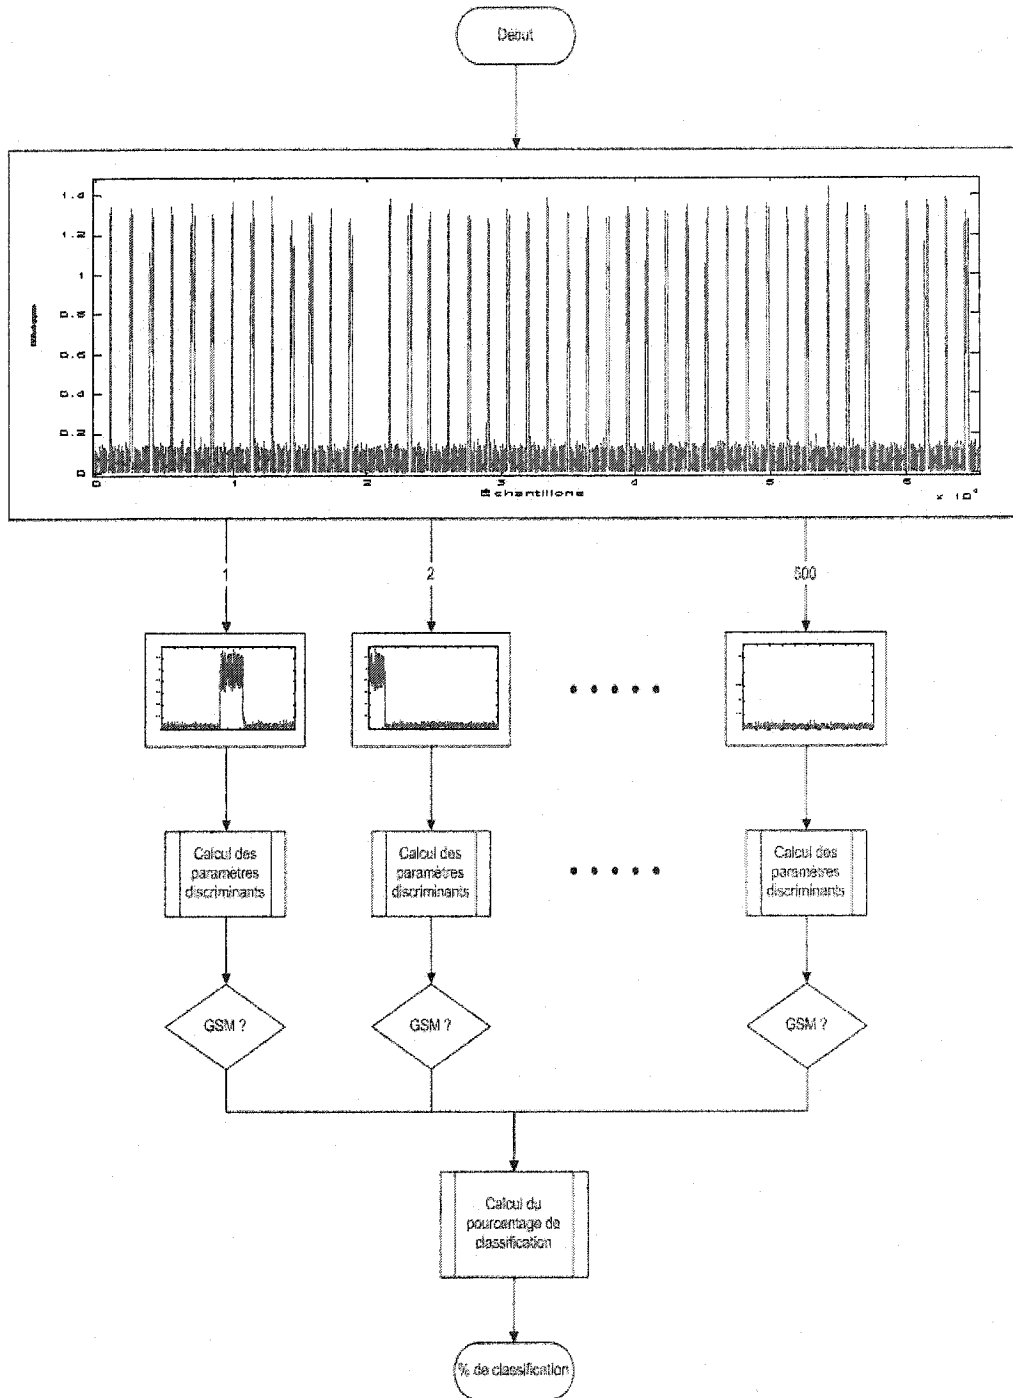 Début
1.4
1.2
1
0.8
0.6
0.4
0.2
0
0 1 2 3 4 5 6
Echantillons
x 10^4
1 2 500
Calcul des
paramètres
discriminants
Calcul des
paramètres
discriminants
Calcul des
paramètres
discriminants
GSM ?
GSM ?
GSM ?
Calcul du
pourcentage de
classification
% de classification